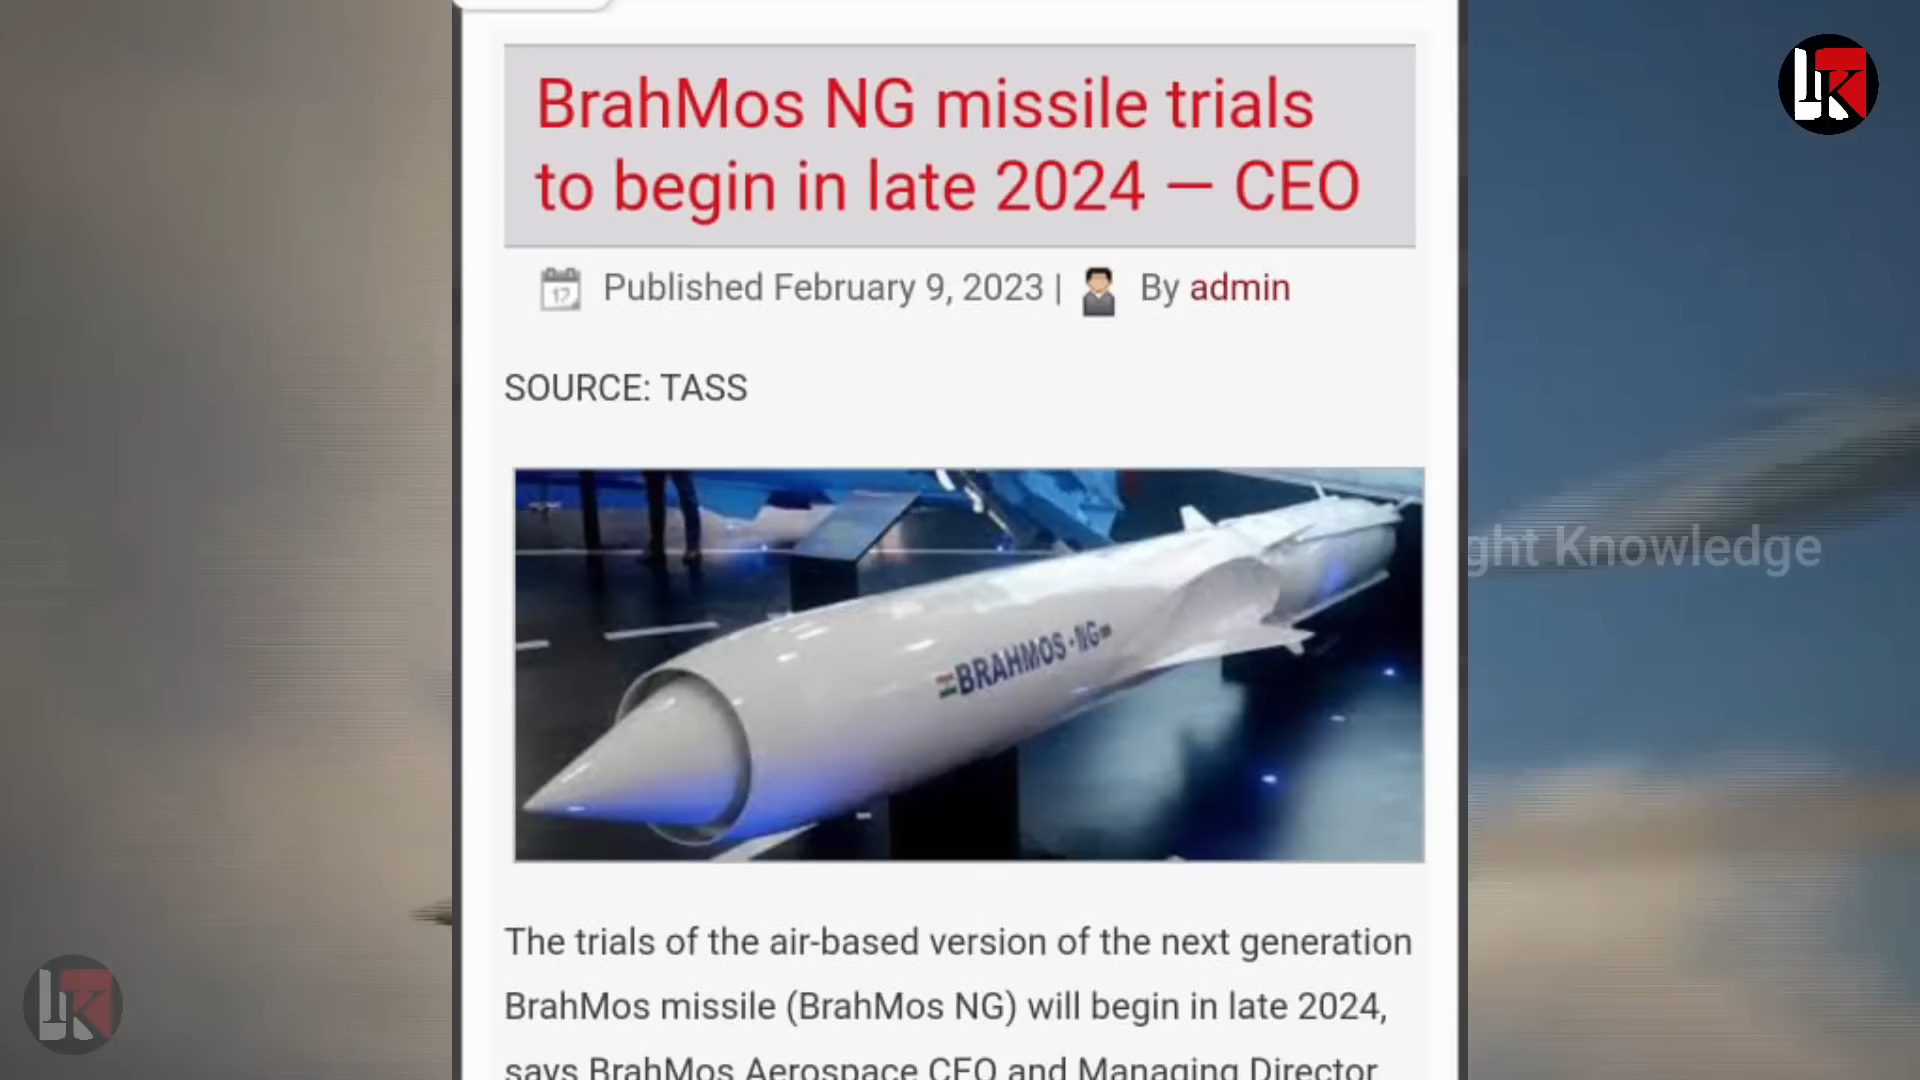 BrahMos NG missile trials
to begin in late 2024 — CEO
Published February 9, 2023 | By admin
SOURCE: TASS
BRAHMOS-NG
ght Knowledge
The trials of the air-based version of the next generation
BrahMos missile (BrahMos NG) will begin in late 2024,
says BrahMos Aerospace CEO and Managing Director
LK
LK